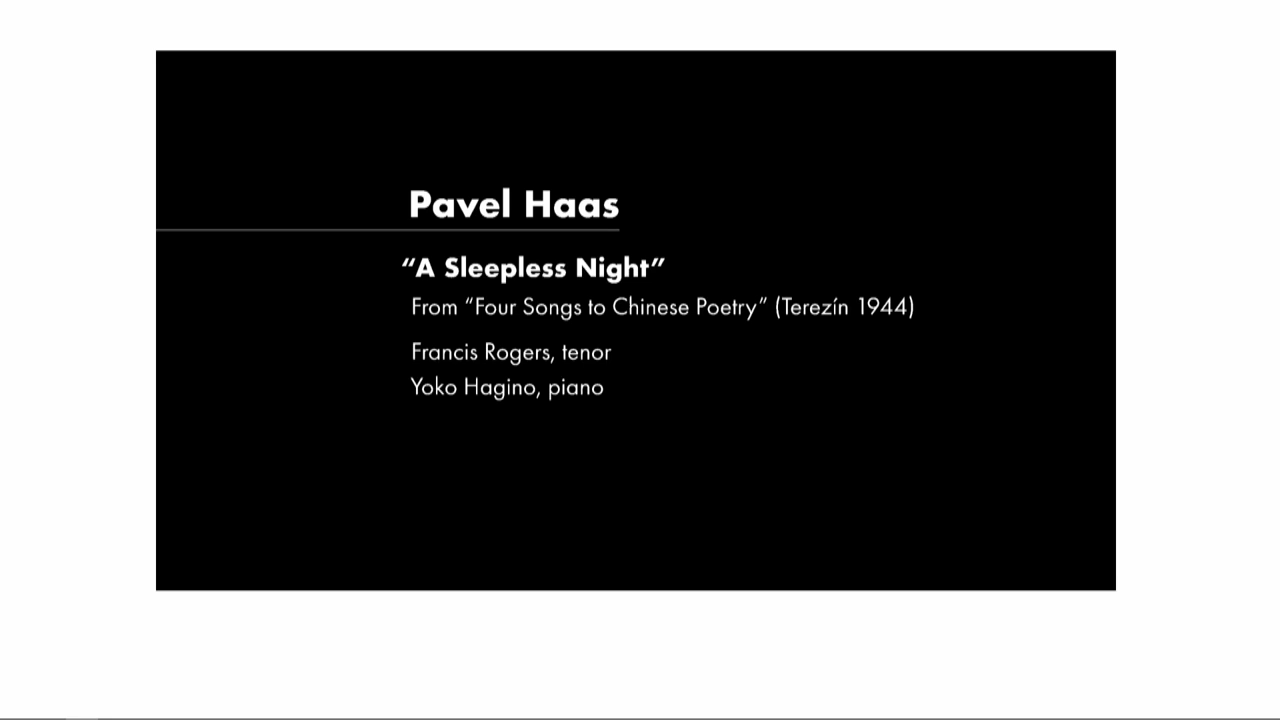 Pavel Haas
“A Sleepless Night”
From “Four Songs to Chinese Poetry” (Terezín 1944)
Francis Rogers, tenor
Yoko Hagino, piano